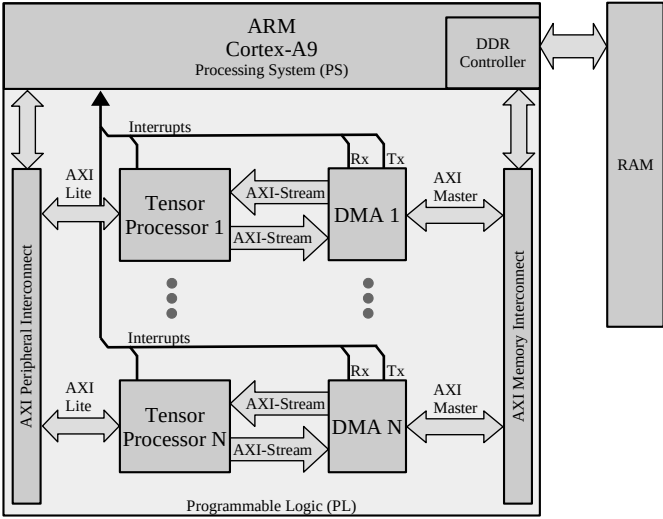 ARM
Cortex-A9
Processing System (PS)
DDR
Controller
RAM
Interrupts
Rx Tx
AXI
Lite
Tensor
Processor 1
AXI-Stream
AXI-Stream
DMA 1
AXI
Master
AXI Peripheral Interconnect
AXI Memory Interconnect
Interrupts
Rx Tx
AXI
Lite
Tensor
Processor N
AXI-Stream
AXI-Stream
DMA N
AXI
Master
Programmable Logic (PL)